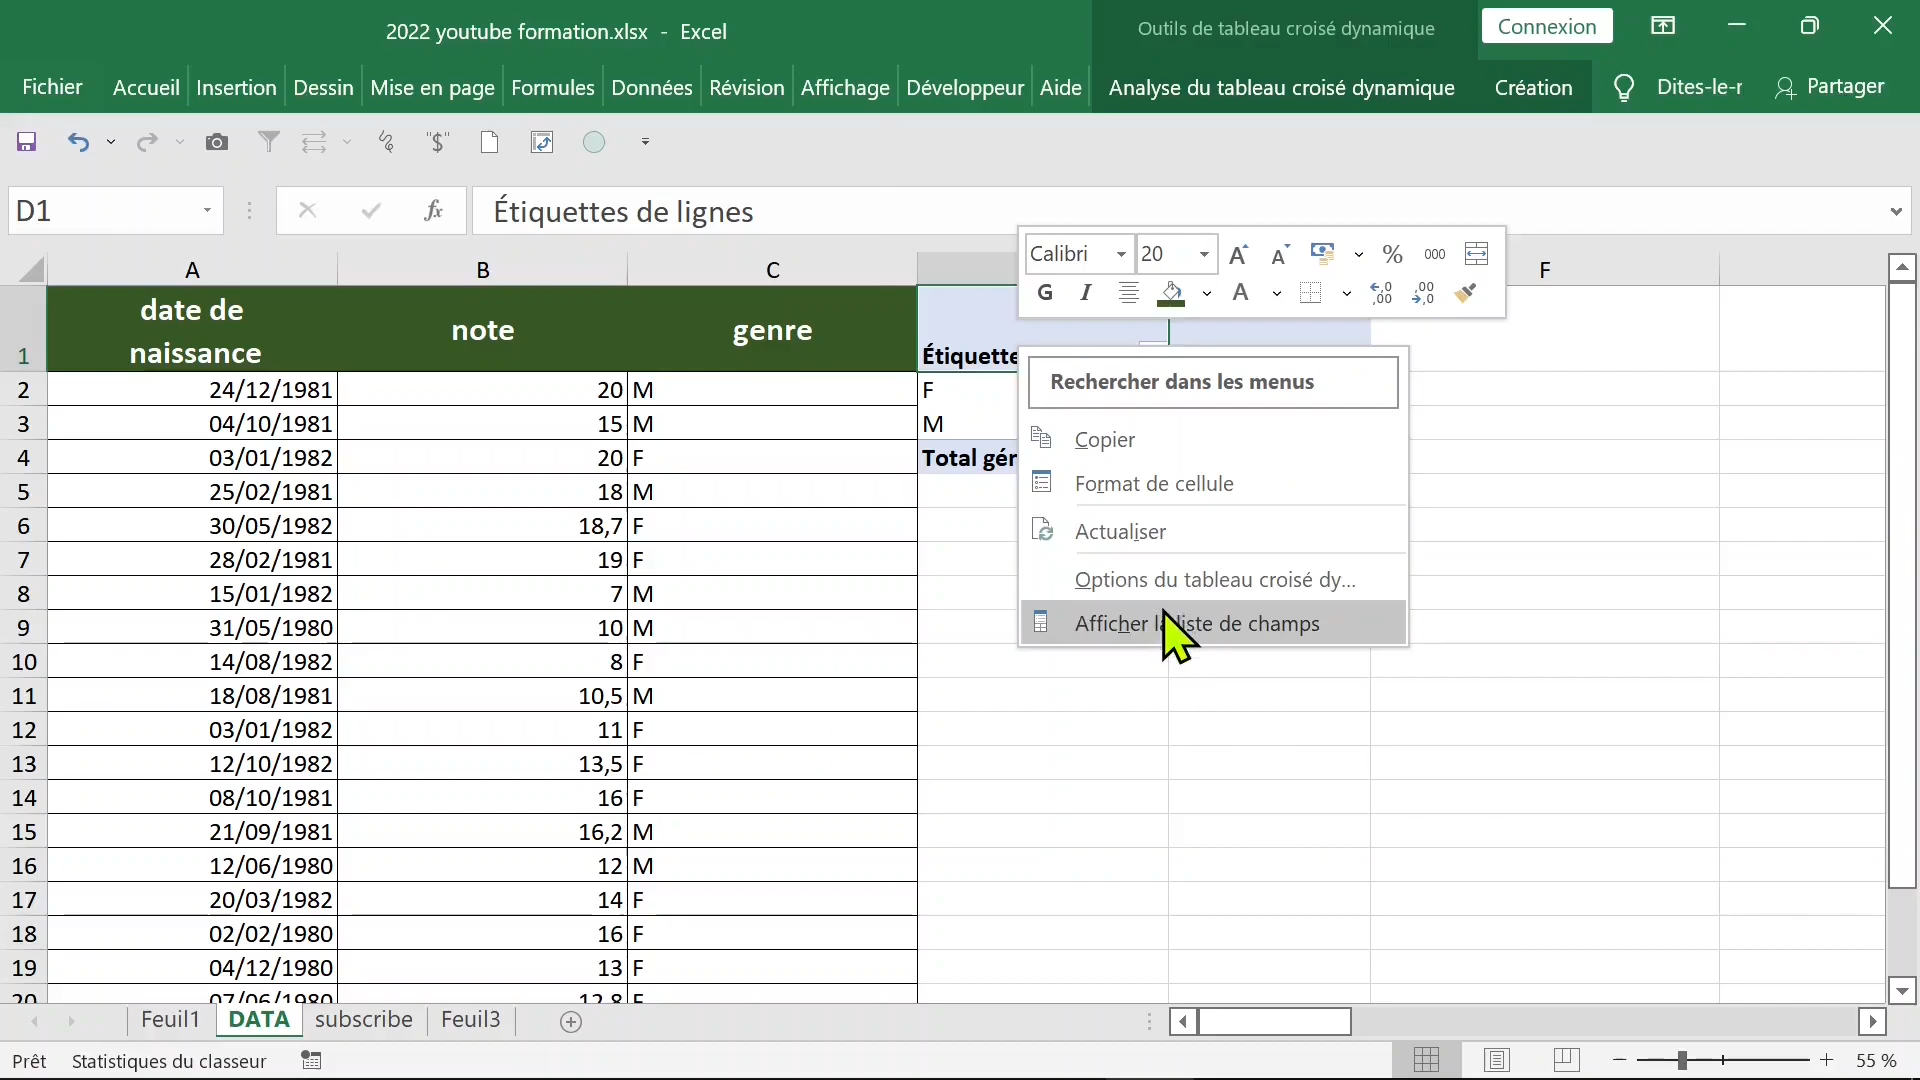 2022 youtube formation.xlsx - Excel
Outils de tableau croisé dynamique
Connexion
Fichier Accueil Insertion Dessin Mise en page Formules Données Révision Affichage Développeur Aide Analyse du tableau croisé dynamique Création Dites-le-r Partager
"$"
D1 fx Étiquettes de lignes
Calibri 20 A A % 000
G I A ,00 ,00
A B C F
1 date de naissance note genre Étiquette
2 24/12/1981 20 M F
3 04/10/1981 15 M M
4 03/01/1982 20 F Total gér
5 25/02/1981 18 M
6 30/05/1982 18,7 F
7 28/02/1981 19 F
8 15/01/1982 7 M
9 31/05/1980 10 M
10 14/08/1982 8 F
11 18/08/1981 10,5 M
12 03/01/1982 11 F
13 12/10/1982 13,5 F
14 08/10/1981 16 F
15 21/09/1981 16,2 M
16 12/06/1980 12 M
17 20/03/1982 14 F
18 02/02/1980 16 F
19 04/12/1980 13 F
20 07/06/1980 12,8 F
Rechercher dans les menus
Copier
Format de cellule
Actualiser
Options du tableau croisé dy...
Afficher la liste de champs
Feuil1 DATA subscribe Feuil3
Prêt Statistiques du classeur 55 %